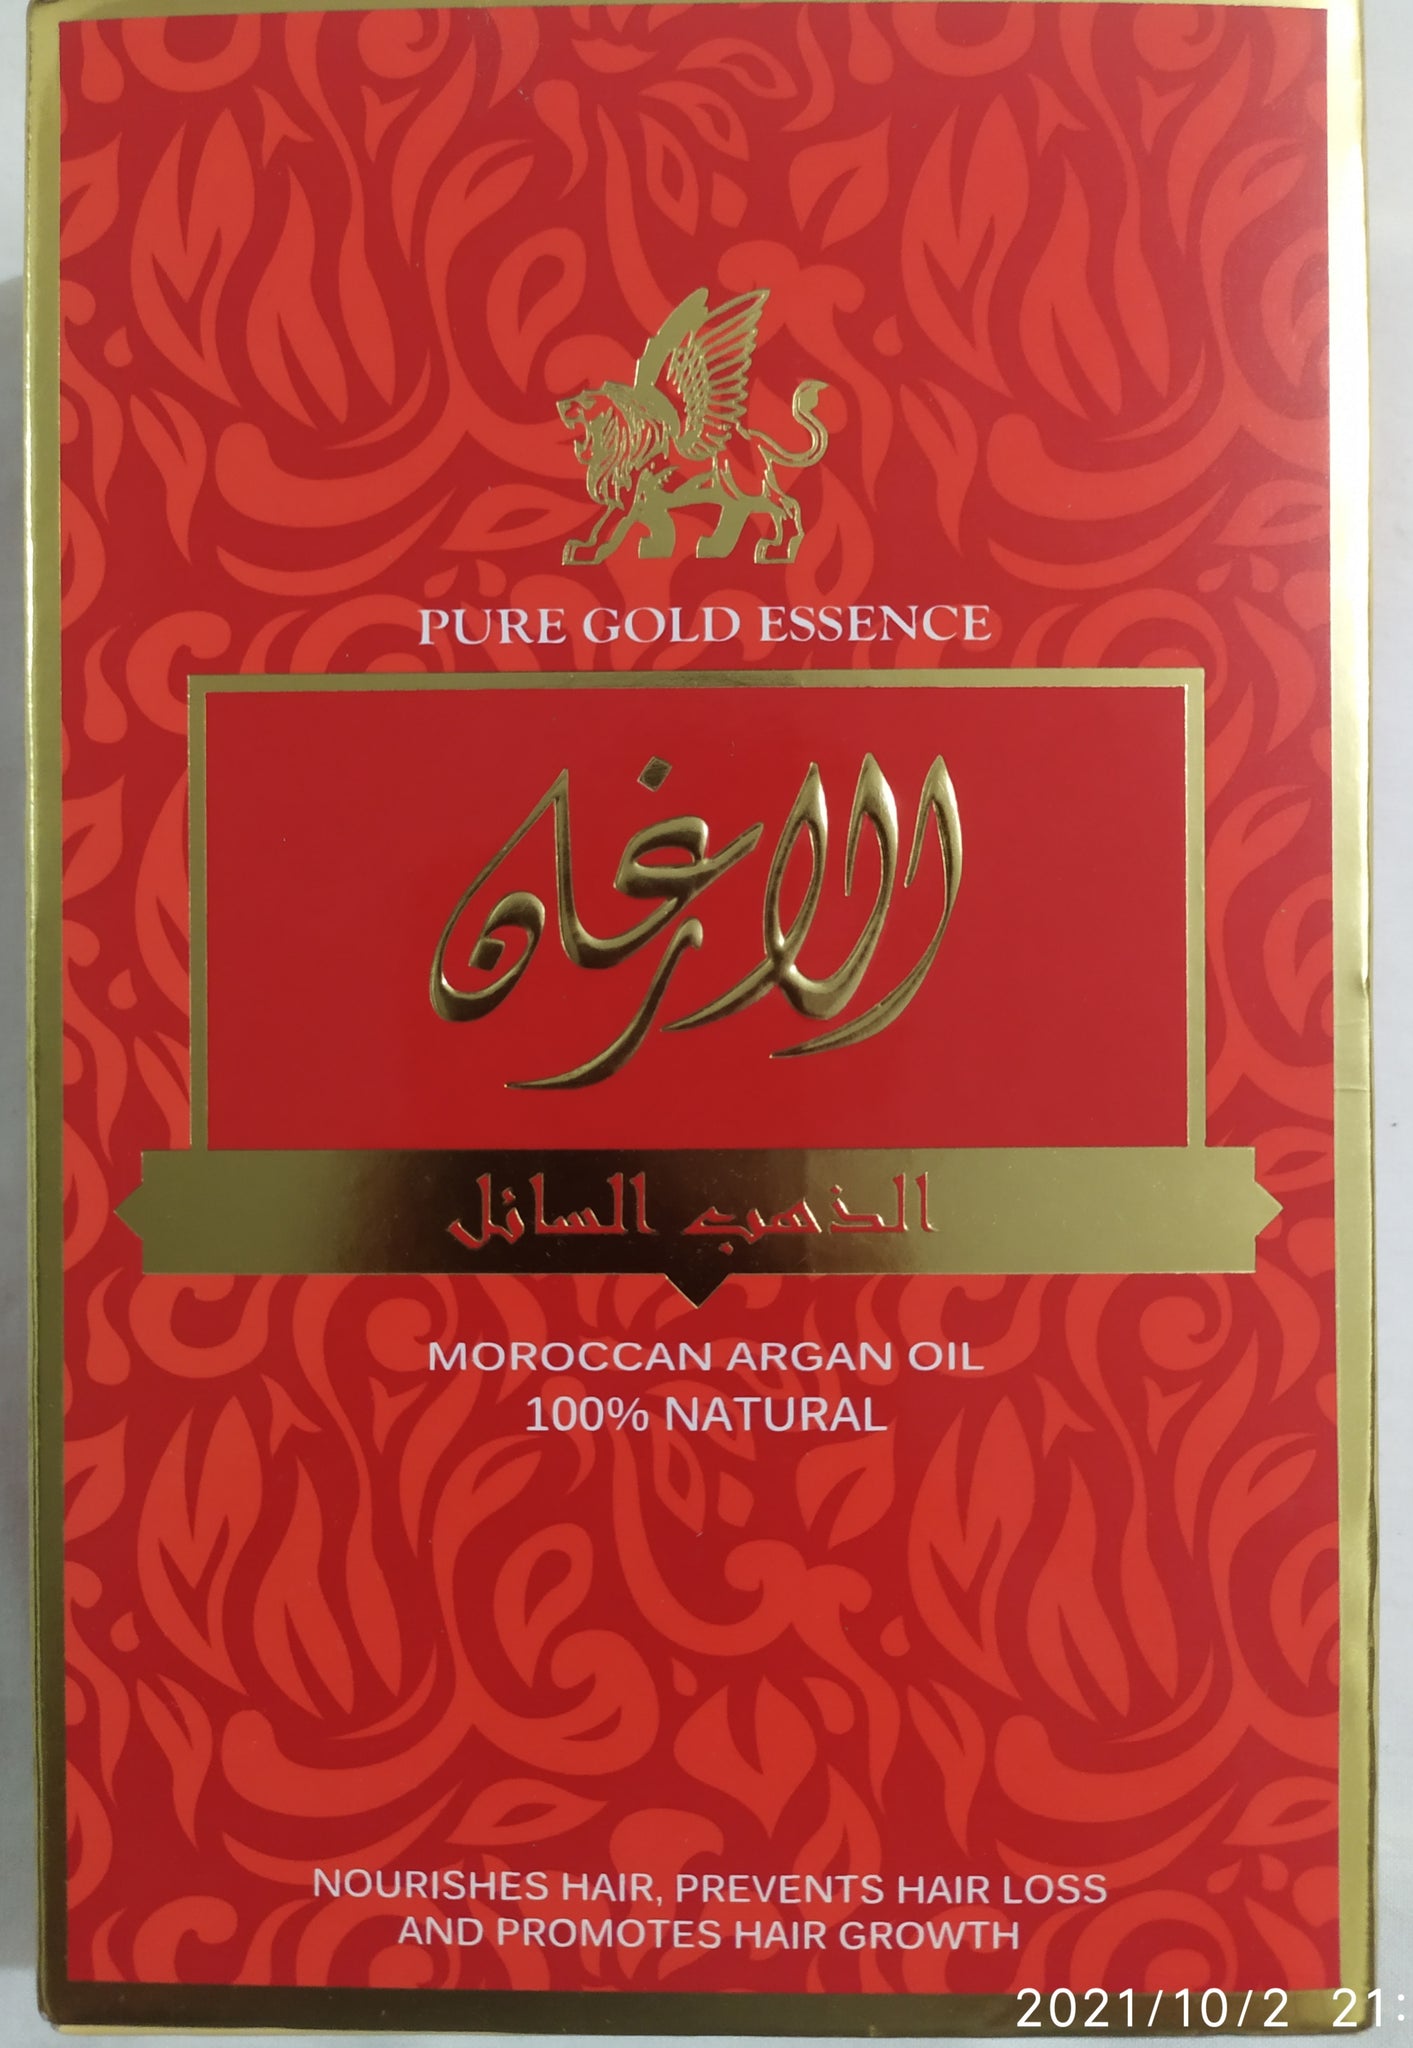 PURE GOLD ESSENCE
الارغان
الذهب السائل
MOROCCAN ARGAN OIL
100% NATURAL
NOURISHES HAIR, PREVENTS HAIR LOSS
AND PROMOTES HAIR GROWTH
2021/10/2 21: